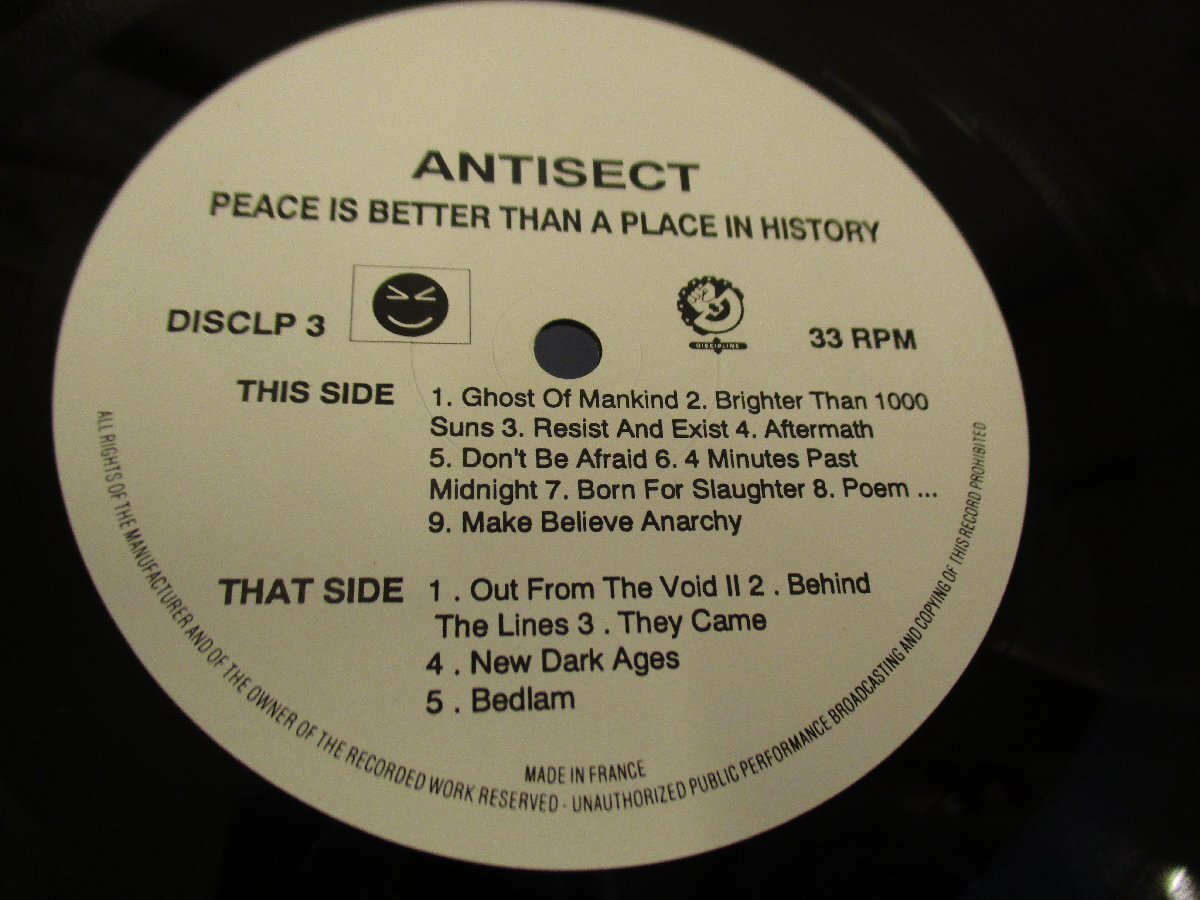 ANTISECT
PEACE IS BETTER THAN A PLACE IN HISTORY
DISCLP 3
DISCIPLINE
33 RPM
THIS SIDE
1. Ghost Of Mankind 2. Brighter Than 1000
Suns 3. Resist And Exist 4. Aftermath
5. Don't Be Afraid 6. 4 Minutes Past
Midnight 7. Born For Slaughter 8. Poem ...
9. Make Believe Anarchy
THAT SIDE
1 . Out From The Void II 2 . Behind
The Lines 3 . They Came
4 . New Dark Ages
5 . Bedlam
MADE IN FRANCE
ALL RIGHTS OF THE MANUFACTURER AND OF THE OWNER OF THE RECORDED WORK RESERVED - UNAUTHORIZED PUBLIC PERFORMANCE BROADCASTING AND COPYING OF THIS RECORD PROHIBITED